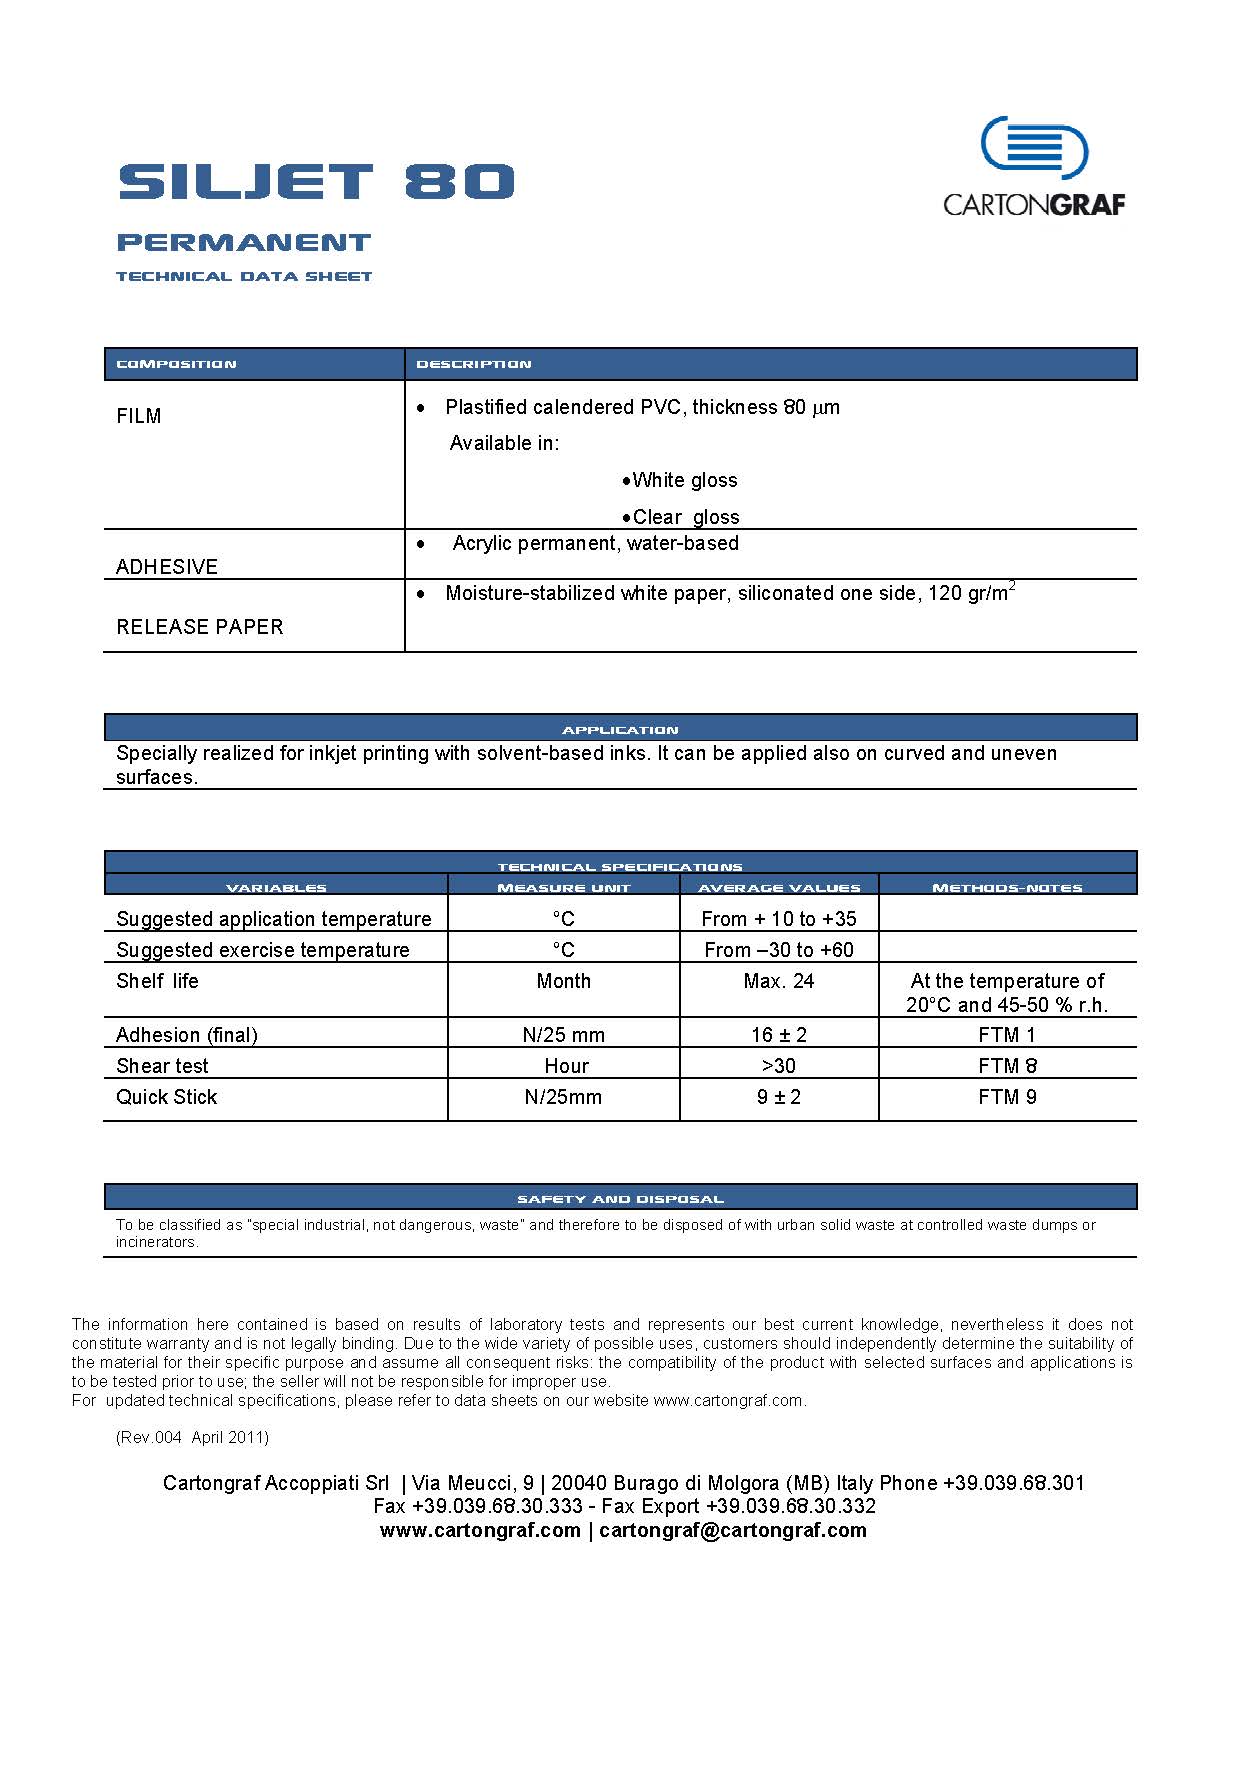 SILJET 80
CARTONGRAF
PERMANENT
TECHNICAL DATA SHEET
COMPOSITION DESCRIPTION
FILM
• Plastified calendered PVC, thickness 80 µm
Available in:
•White gloss
•Clear gloss
ADHESIVE
• Acrylic permanent, water-based
RELEASE PAPER
• Moisture-stabilized white paper, siliconated one side, 120 gr/m²
APPLICATION
Specially realized for inkjet printing with solvent-based inks. It can be applied also on curved and uneven
surfaces.
TECHNICAL SPECIFICATIONS
VARIABLES MEASURE UNIT AVERAGE VALUES METHODS-NOTES
Suggested application temperature °C From + 10 to +35
Suggested exercise temperature °C From –30 to +60
Shelf life Month Max. 24 At the temperature of
20°C and 45-50 % r.h.
Adhesion (final) N/25 mm 16 ± 2 FTM 1
Shear test Hour >30 FTM 8
Quick Stick N/25mm 9 ± 2 FTM 9
SAFETY AND DISPOSAL
To be classified as “special industrial, not dangerous, waste” and therefore to be disposed of with urban solid waste at controlled waste dumps or
incinerators.
The information here contained is based on results of laboratory tests and represents our best current knowledge, nevertheless it does not
constitute warranty and is not legally binding. Due to the wide variety of possible uses, customers should independently determine the suitability of
the material for their specific purpose and assume all consequent risks: the compatibility of the product with selected surfaces and applications is
to be tested prior to use; the seller will not be responsible for improper use.
For updated technical specifications, please refer to data sheets on our website www.cartongraf.com.
(Rev.004 April 2011)
Cartongraf Accoppiati Srl | Via Meucci, 9 | 20040 Burago di Molgora (MB) Italy Phone +39.039.68.301
Fax +39.039.68.30.333 - Fax Export +39.039.68.30.332
www.cartongraf.com | cartongraf@cartongraf.com